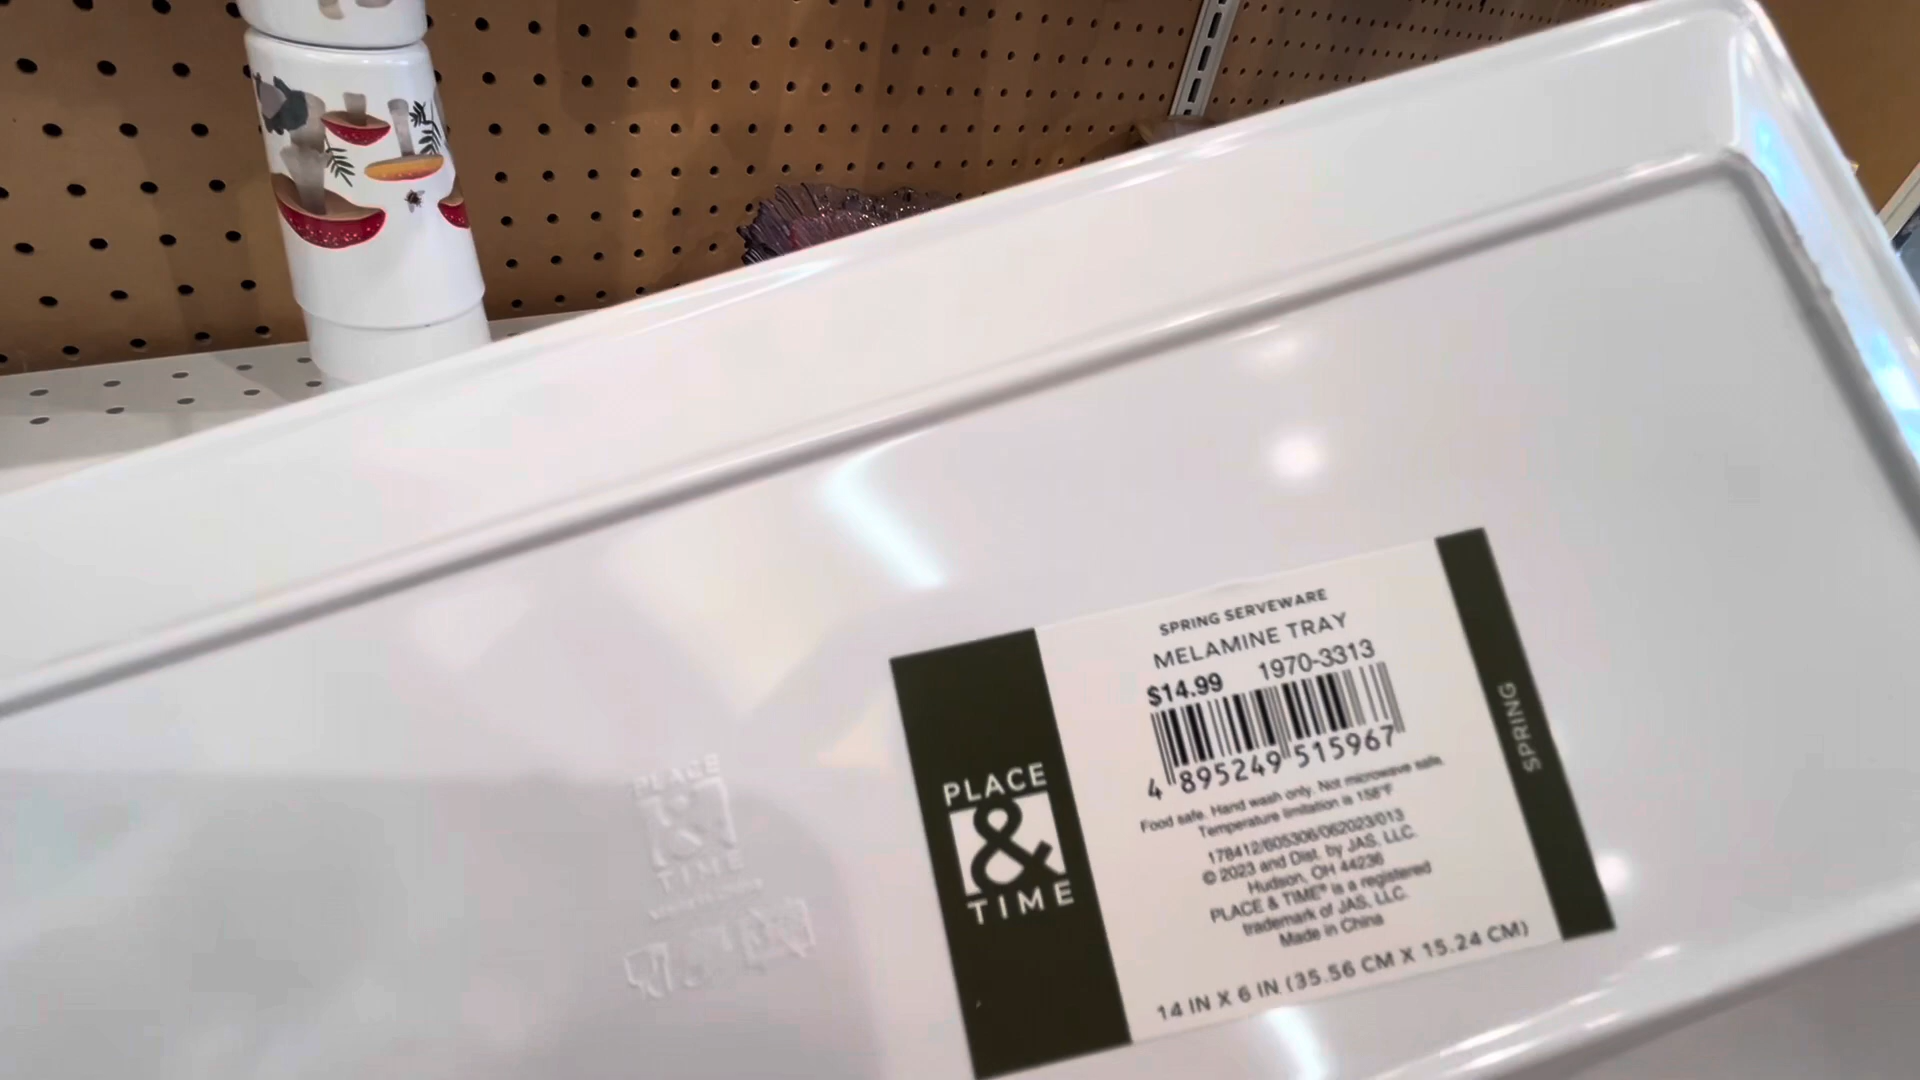 PLACE
&
TIME
PLACE
&
TIME
SPRING SERVEWARE
MELAMINE TRAY
$14.99 1970-3313
4 895249 515967
Food safe. Hand wash only. Not microwave safe.
Temperature limitation is 158°F
178412/605306/062023/013
© 2023 and Dist. by JAS, LLC.
Hudson, OH 44236
PLACE & TIME® is a registered
trademark of JAS, LLC.
Made in China
14 IN X 6 IN (35.56 CM X 15.24 CM)
SPRING